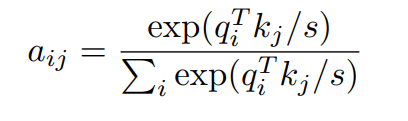 a_{ij} = \frac{\exp(q_i^T k_j / s)}{\sum_i \exp(q_i^T k_j / s)}